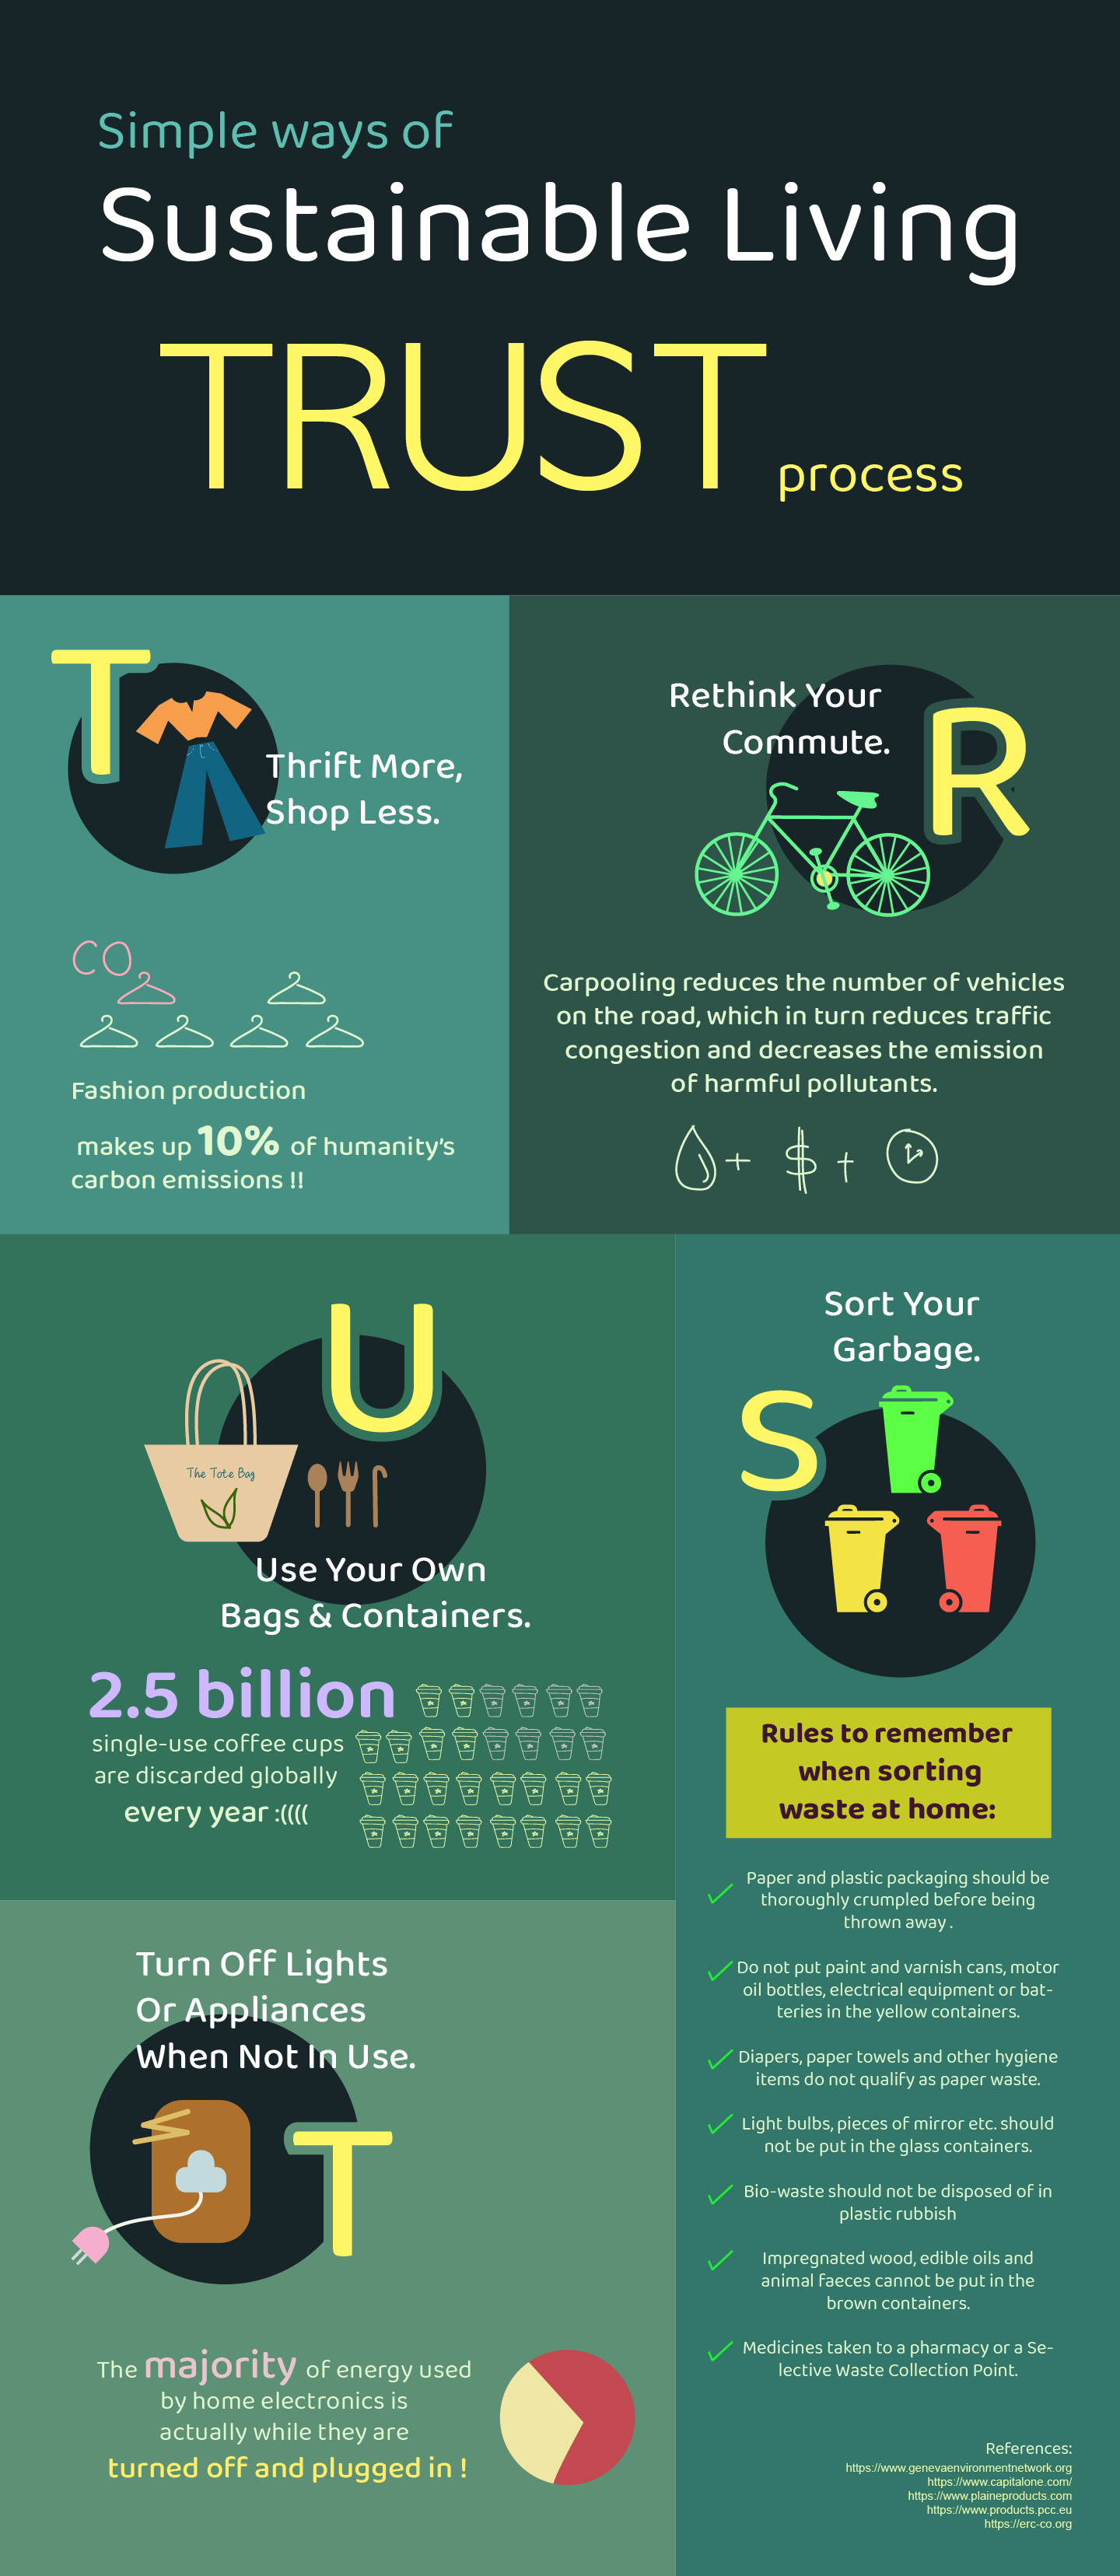 Simple ways of
Sustainable Living
TRUST process
T
Thrift More,
Shop Less.
CO
Fashion production
makes up 10% of humanity's
carbon emissions !!
Rethink Your
Commute.
R
Carpooling reduces the number of vehicles
on the road, which in turn reduces traffic
congestion and decreases the emission
of harmful pollutants.
+ $ +
U
The Tote Bag
Use Your Own
Bags & Containers.
2.5 billion
single-use coffee cups
are discarded globally
every year :((((
Sort Your
Garbage.
S
Rules to remember
when sorting
waste at home:
Paper and plastic packaging should be
thoroughly crumpled before being
thrown away .
Do not put paint and varnish cans, motor
oil bottles, electrical equipment or bat-
teries in the yellow containers.
Diapers, paper towels and other hygiene
items do not qualify as paper waste.
Light bulbs, pieces of mirror etc. should
not be put in the glass containers.
Bio-waste should not be disposed of in
plastic rubbish
Impregnated wood, edible oils and
animal faeces cannot be put in the
brown containers.
Medicines taken to a pharmacy or a Se-
lective Waste Collection Point.
Turn Off Lights
Or Appliances
When Not In Use.
T
The majority of energy used
by home electronics is
actually while they are
turned off and plugged in !
References:
https://www.genevaenvironmentnetwork.org
https://www.capitalone.com/
https://www.plaineproducts.com
https://www.products.pcc.eu
https://erc-co.org